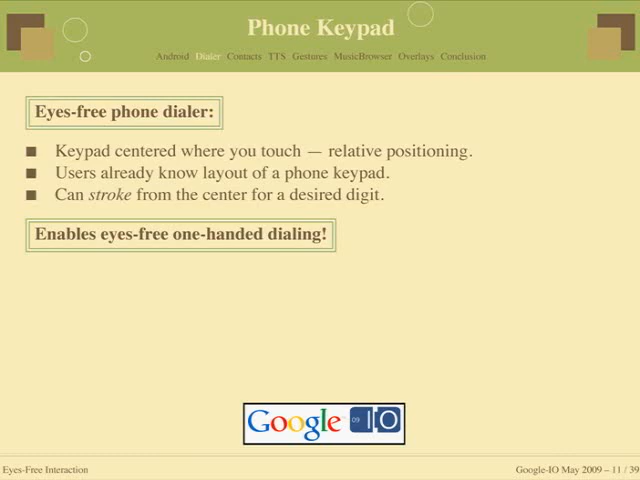 Phone Keypad
Android Dialer Contacts TTS Gestures MusicBrowser Overlays Conclusion
Eyes-free phone dialer:
Keypad centered where you touch — relative positioning.
Users already know layout of a phone keypad.
Can stroke from the center for a desired digit.
Enables eyes-free one-handed dialing!
Google 09 IO
Eyes-Free Interaction
Google-IO May 2009 – 11 / 39